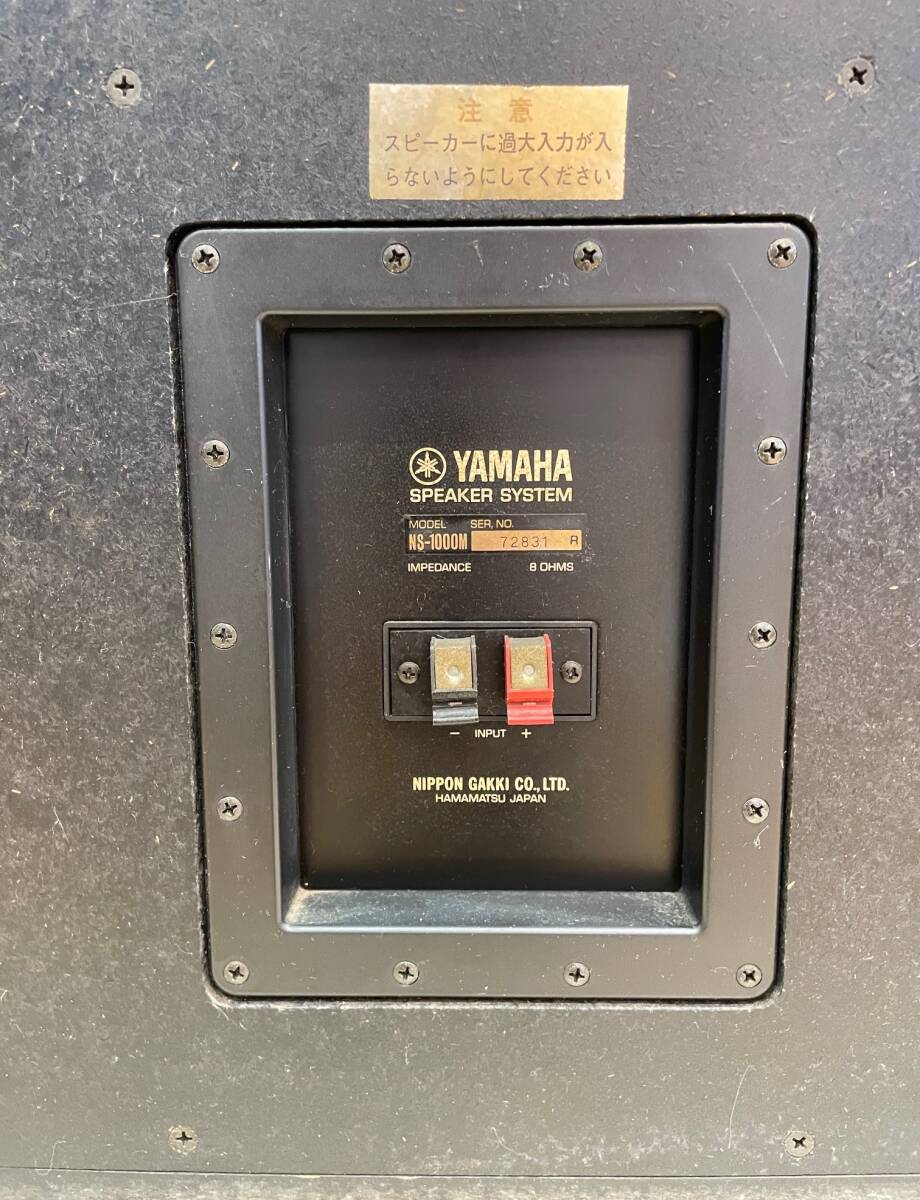 注意
スピーカーに過大入力が入
らないようにしてください
YAMAHA
SPEAKER SYSTEM
MODEL SER, NO.
NS-1000M 72831 R
IMPEDANCE 8 OHMS
− INPUT +
NIPPON GAKKI CO., LTD.
HAMAMATSU JAPAN